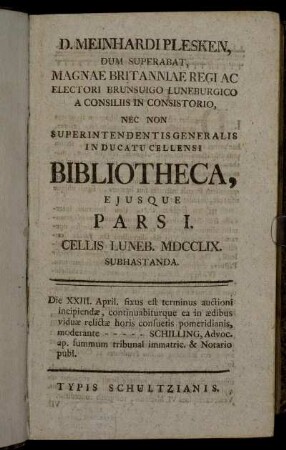 D. MEINHARDI PLESKEN,
DUM SUPERABAT,
MAGNAE BRITANNIAE REGI AC
ELECTORI BRUNSUIGO LUNEBURGICO
A CONSILIIS IN CONSISTORIO,
NEC NON
SUPERINTENDENTIS GENERALIS
IN DUCATU CELLENSI
BIBLIOTHECA,
EJUSQUE
PARS I.
CELLIS LUNEB. MDCCLIX.
SUBHASTANDA.
Die XXIII. April. fixus est terminus auctioni
incipiendæ, continuabiturque ea in ædibus
viduæ relictæ horis consuetis pomeridianis,
moderante - - - - - SCHILLING, Advoc.
ap. summum tribunal immatric. & Notario
publ.
TYPIS SCHULTZIANIS.